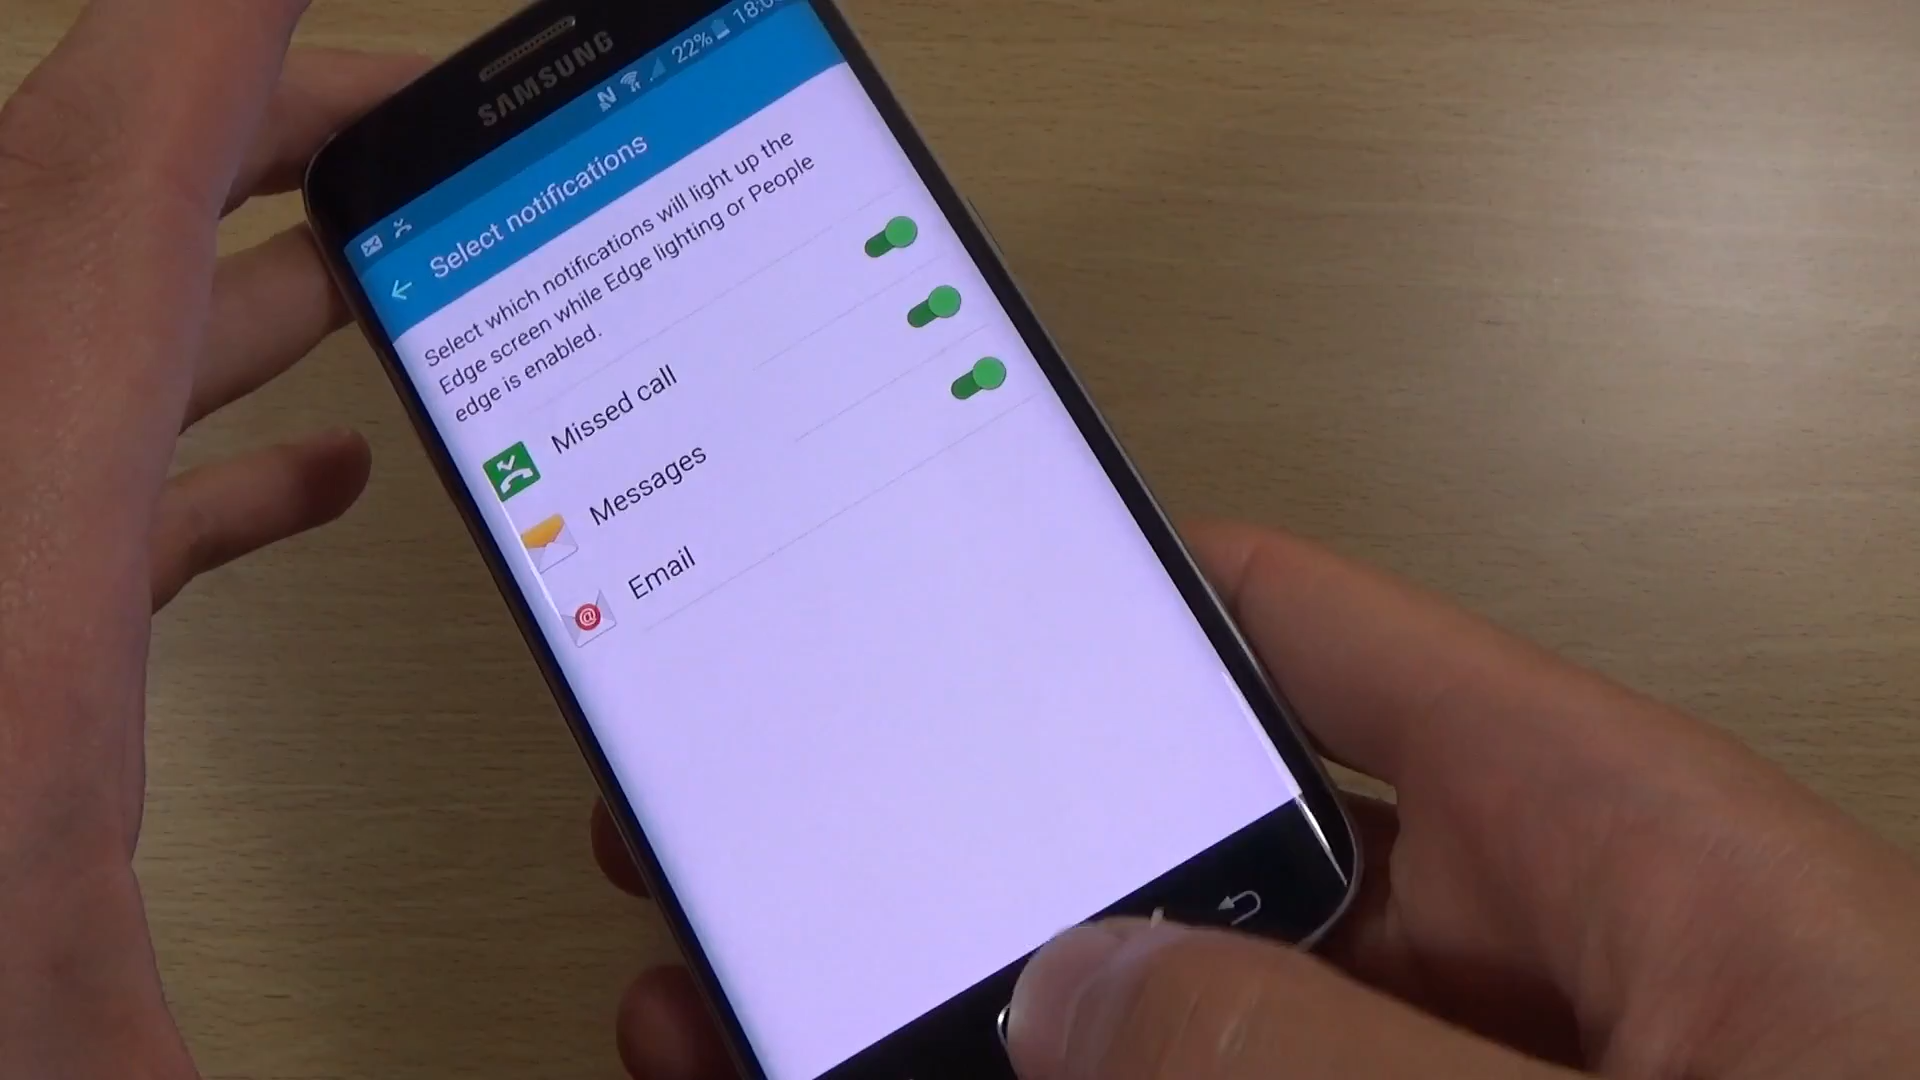 SAMSUNG
22%
Select notifications
Select which notifications will light up the
Edge screen while Edge lighting or People
edge is enabled.
Missed call
Messages
Email
@